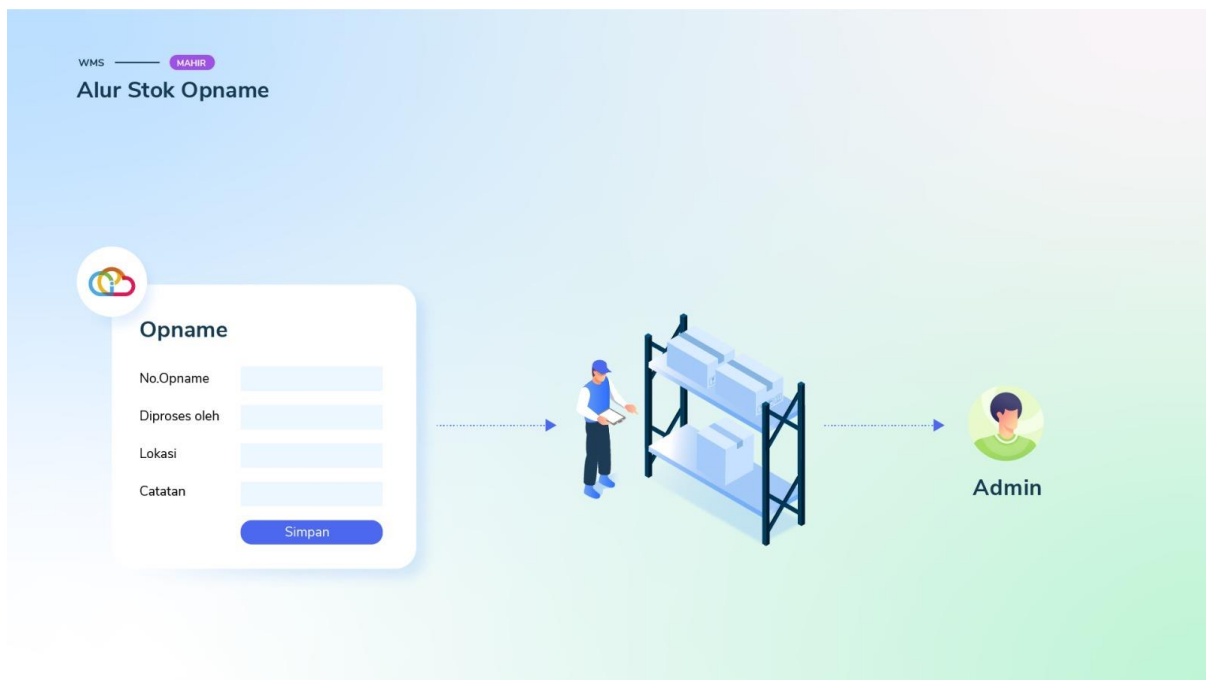 WMS
MAHIR
Alur Stok Opname
Opname
No.Opname
Diproses oleh
Lokasi
Catatan
Simpan
Admin